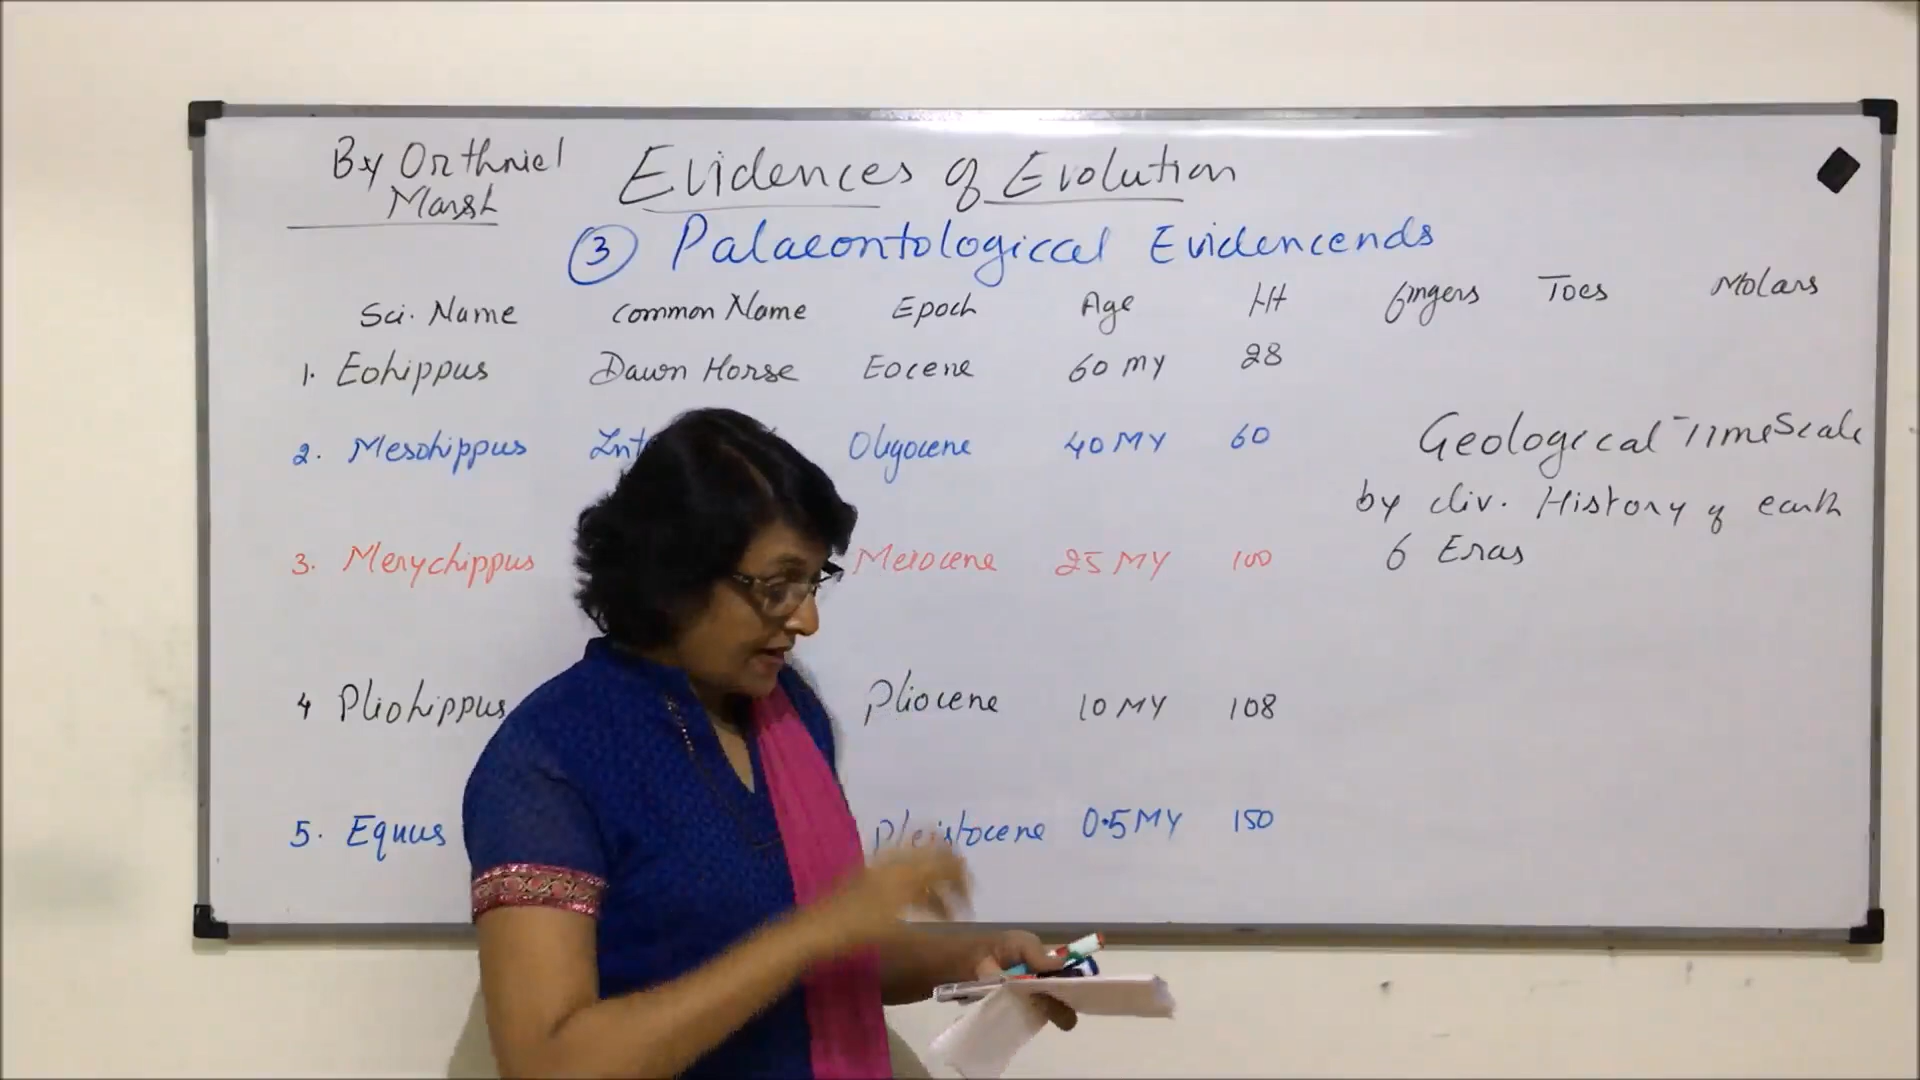 By Orthniel
Marsh
Evidences of Evolution
3 Palaeontological Evidencends
Sci. Name Common Name Epoch Age Ht fingers Toes Molars
1. Eohippus Dawn Horse Eocene 60 MY 28
2. Mesohippus Oligocene 40 MY 60
Geological Time Scale
by div. History of earth
6 Eras
3. Merychippus Meiocene 25 MY 100
4 Pliohippus Pliocene 10 MY 108
5. Equus Pleistocene 0.5 MY 150